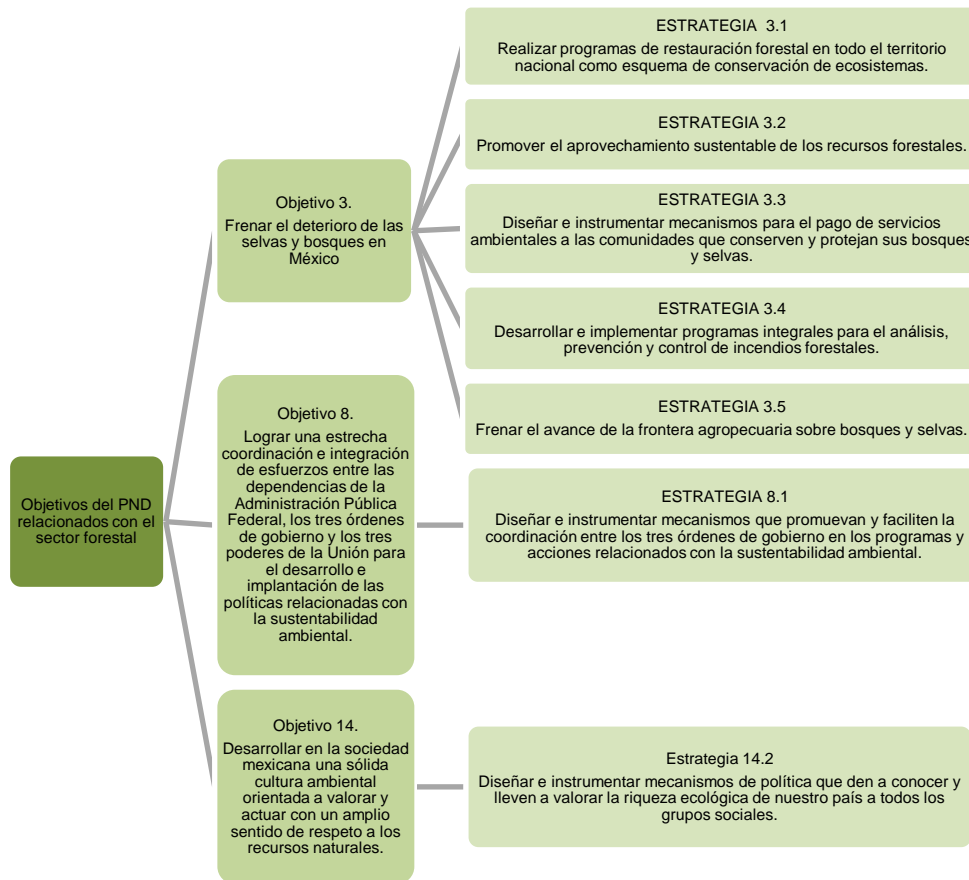 Objetivos del PND
relacionados con el
sector forestal
Objetivo 3.
Frenar el deterioro de las
selvas y bosques en
México
ESTRATEGIA 3.1
Realizar programas de restauración forestal en todo el territorio
nacional como esquema de conservación de ecosistemas.
ESTRATEGIA 3.2
Promover el aprovechamiento sustentable de los recursos forestales.
ESTRATEGIA 3.3
Diseñar e instrumentar mecanismos para el pago de servicios
ambientales a las comunidades que conserven y protejan sus bosques
y selvas.
ESTRATEGIA 3.4
Desarrollar e implementar programas integrales para el análisis,
prevención y control de incendios forestales.
ESTRATEGIA 3.5
Frenar el avance de la frontera agropecuaria sobre bosques y selvas.
Objetivo 8.
Lograr una estrecha
coordinación e integración
de esfuerzos entre las
dependencias de la
Administración Pública
Federal, los tres órdenes
de gobierno y los tres
poderes de la Unión para
el desarrollo e
implantación de las
políticas relacionadas con
la sustentabilidad
ambiental.
ESTRATEGIA 8.1
Diseñar e instrumentar mecanismos que promuevan y faciliten la
coordinación entre los tres órdenes de gobierno en los programas y
acciones relacionados con la sustentabilidad ambiental.
Objetivo 14.
Desarrollar en la sociedad
mexicana una sólida
cultura ambiental
orientada a valorar y
actuar con un amplio
sentido de respeto a los
recursos naturales.
Estrategia 14.2
Diseñar e instrumentar mecanismos de política que den a conocer y
lleven a valorar la riqueza ecológica de nuestro país a todos los
grupos sociales.